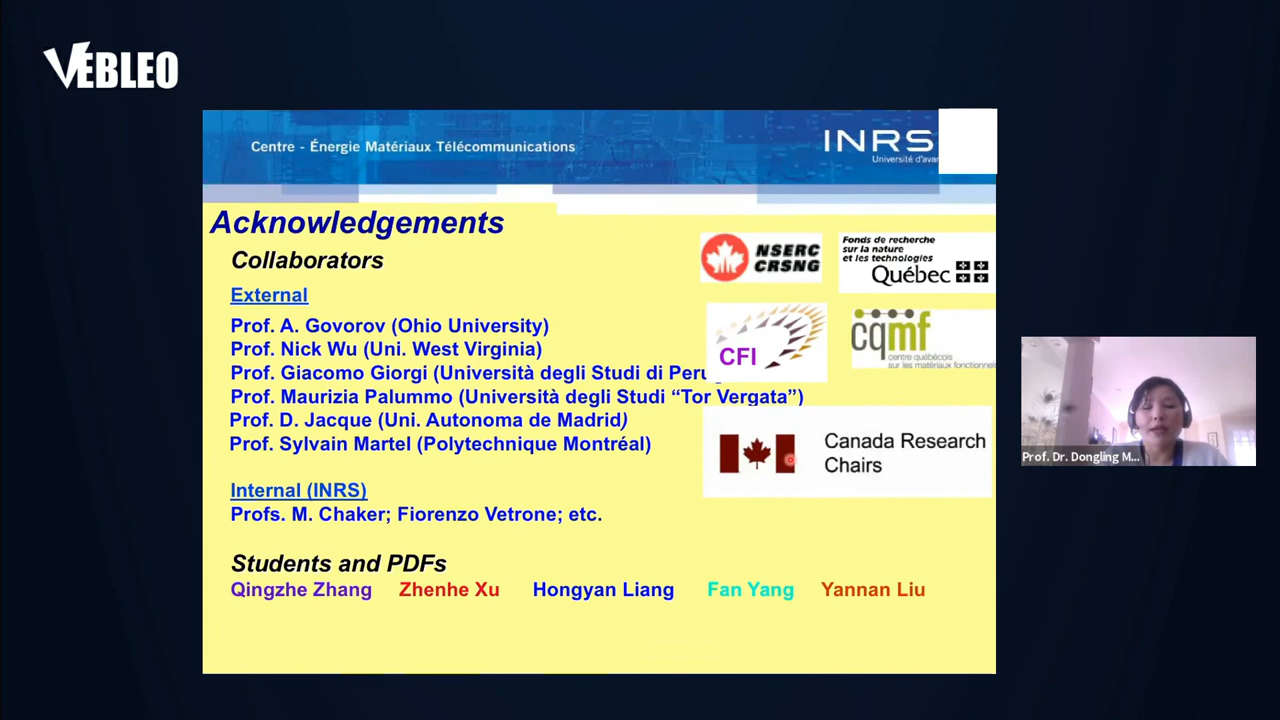 VEBLEO
Centre - Énergie Matériaux Télécommunications
INRS
Université d'avan
Acknowledgements
Collaborators
External
Prof. A. Govorov (Ohio University)
Prof. Nick Wu (Uni. West Virginia)
Prof. Giacomo Giorgi (Università degli Studi di Peru
Prof. Maurizia Palummo (Università degli Studi “Tor Vergata”)
Prof. D. Jacque (Uni. Autonoma de Madrid)
Prof. Sylvain Martel (Polytechnique Montréal)
Internal (INRS)
Profs. M. Chaker; Fiorenzo Vetrone; etc.
Students and PDFs
Qingzhe Zhang Zhenhe Xu Hongyan Liang Fan Yang Yannan Liu
NSERC
CRSNG
Fonds de recherche
sur la nature
et les technologies
Québec
CFI
cqmf
centre québécois
sur les matériaux fonctionnels
Canada Research
Chairs
Prof. Dr. Dongling M...